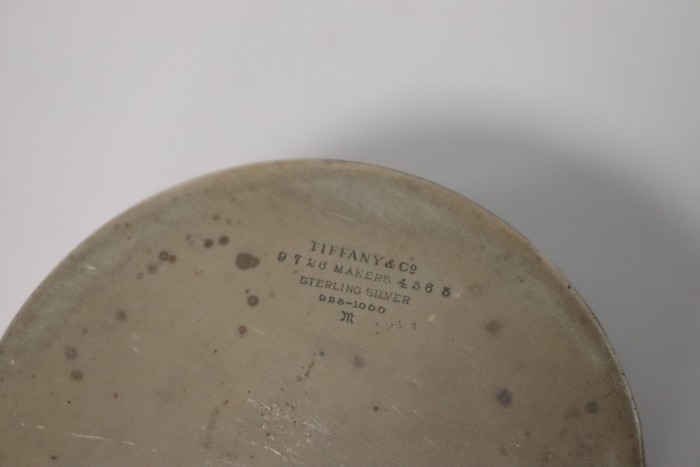 TIFFANY & Co
9726 MAKERS 4565
STERLING SILVER
925-1000
M